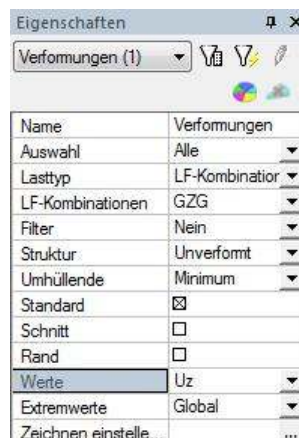 Eigenschaften
Verformungen (1)
Name Verformungen
Auswahl Alle
Lasttyp LF-Kombinatior
LF-Kombinationen GZG
Filter Nein
Struktur Unverformt
Umhüllende Minimum
Standard
Schnitt
Rand
Werte Uz
Extremwerte Global
Zeichnen einstelle... ...